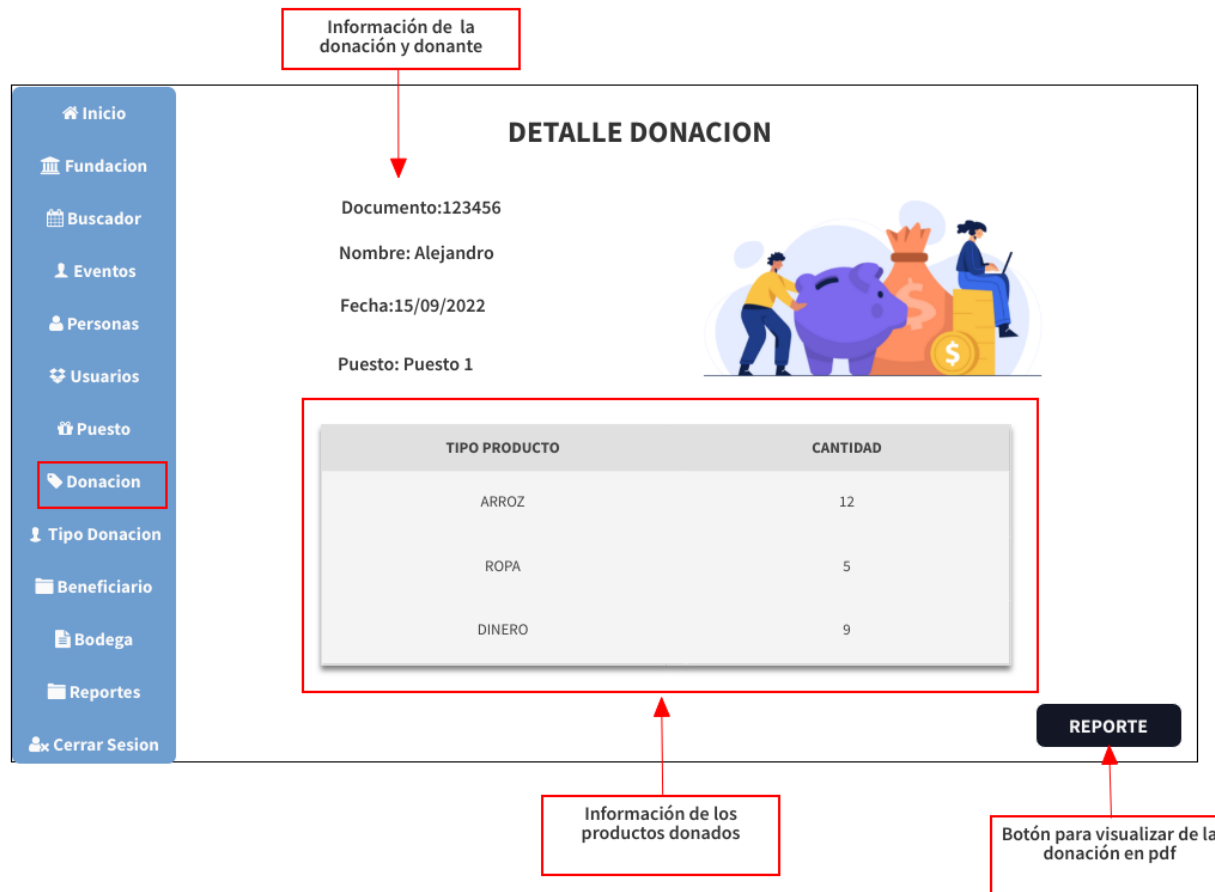 Información de la
donación y donante
Inicio
Fundacion
Buscador
Eventos
Personas
Usuarios
Puesto
Donacion
Tipo Donacion
Beneficiario
Bodega
Reportes
Cerrar Sesion
DETALLE DONACION
Documento:123456
Nombre: Alejandro
Fecha:15/09/2022
Puesto: Puesto 1
$
$
TIPO PRODUCTO CANTIDAD
ARROZ 12
ROPA 5
DINERO 9
REPORTE
Información de los
productos donados
Botón para visualizar de la
donación en pdf